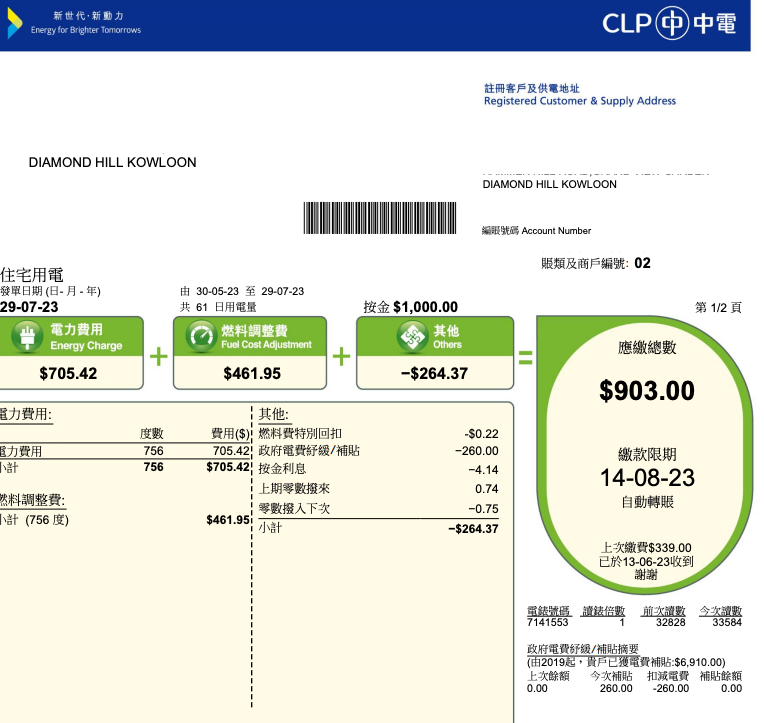 新世代·新動力
Energy for Brighter Tomorrows
CLP 中 中電
註冊客戶及供電地址
Registered Customer & Supply Address
DIAMOND HILL KOWLOON
DIAMOND HILL KOWLOON
編賬號碼 Account Number
賬類及商戶編號: 02
住宅用電
發單日期 (日- 月 - 年)
29-07-23
由 30-05-23 至 29-07-23
共 61 日用電量
按金 $1,000.00
第 1/2 頁
電力費用
Energy Charge
$705.42
+
燃料調整費
Fuel Cost Adjustment
$461.95
+
其他
Others
−$264.37
=
應繳總數
$903.00
繳款限期
14-08-23
自動轉賬
上次繳費$339.00
已於13-06-23收到
謝謝
電力費用:
度數 費用($)
電力費用 756 705.42
小計 756 $705.42
燃料調整費:
小計 (756 度) $461.95
其他:
燃料費特別回扣 -$0.22
政府電費紓緩/補貼 −260.00
按金利息 −4.14
上期零數撥來 0.74
零數撥入下次 −0.75
小計 −$264.37
電錶號碼 讀錶倍數 前次讀數 今次讀數
7141553 1 32828 33584
政府電費紓緩/補貼摘要
(由2019起，貴戶已獲電費補貼:$6,910.00)
上次餘額 今次補貼 扣減電費 補貼餘額
0.00 260.00 -260.00 0.00